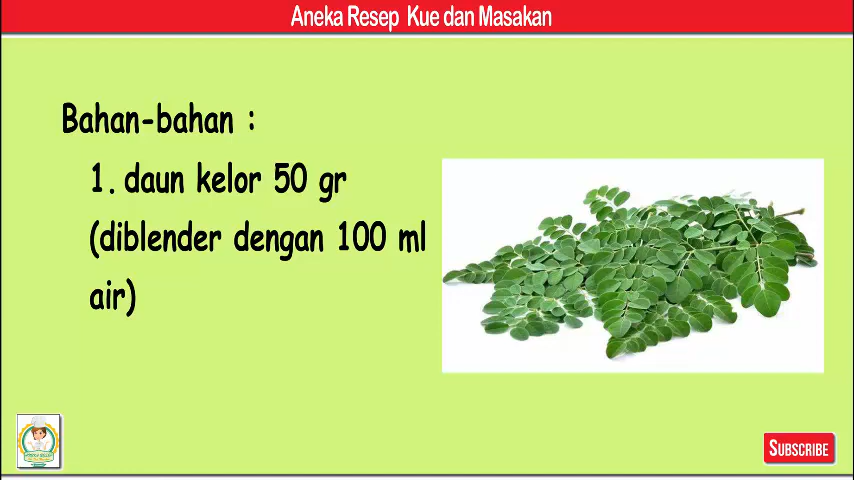 Aneka Resep Kue dan Masakan
Bahan-bahan :
1. daun kelor 50 gr
(diblender dengan 100 ml
air)
SUBSCRIBE